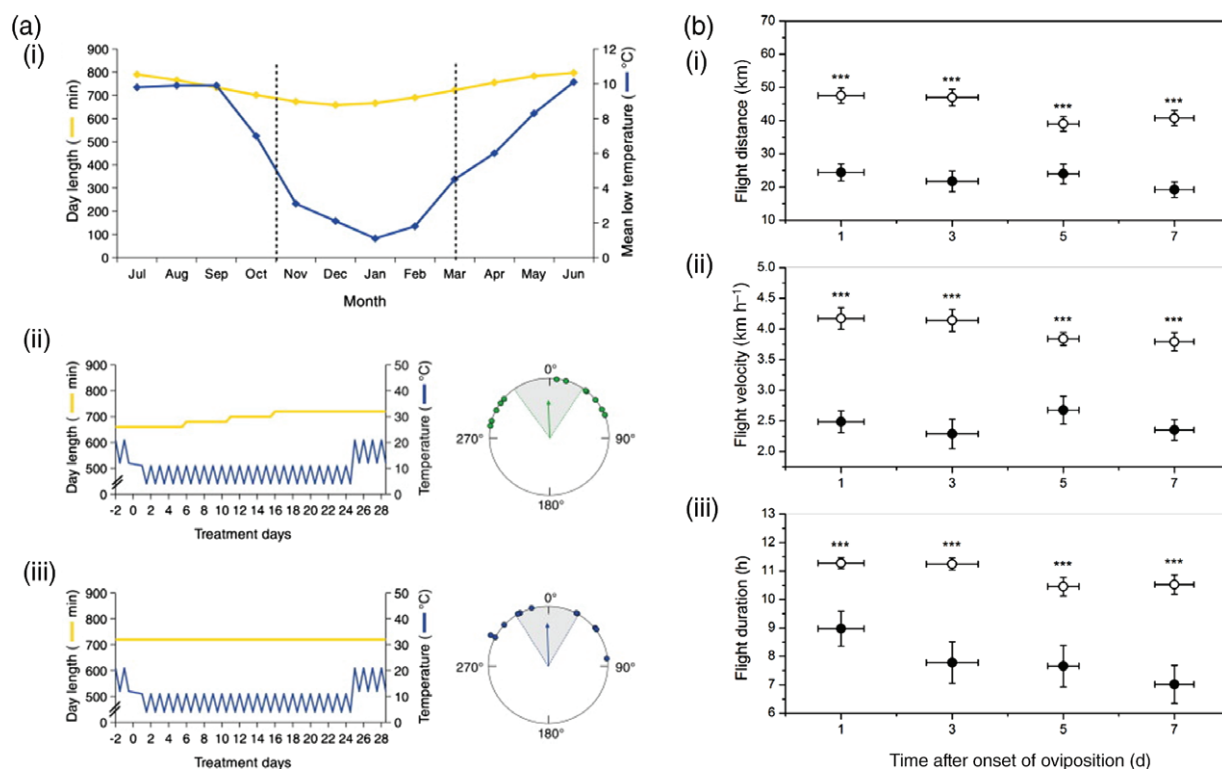 (a)
(i)
Day length (— min)
900
800
700
600
500
400
300
200
100
0
12
10
8
6
4
2
0
Mean low temperature (— °C)
Jul Aug Sep Oct Nov Dec Jan Feb Mar Apr May Jun
Month
(ii)
Day length (— min)
900
800
700
600
500
0
50
40
30
20
10
0
Temperature (— °C)
-2 0 2 4 6 8 10 12 14 16 18 20 22 24 26 28
Treatment days
0°
270° 90°
180°
(iii)
Day length (— min)
900
800
700
600
500
0
50
40
30
20
10
0
Temperature (— °C)
-2 0 2 4 6 8 10 12 14 16 18 20 22 24 26 28
Treatment days
0°
270° 90°
180°
(b)
(i)
Flight distance (km)
70
60
50
40
30
20
10
*** *** *** ***
1 3 5 7
(ii)
Flight velocity (km h⁻¹)
5.0
4.5
4.0
3.5
3.0
2.5
2.0
*** *** *** ***
1 3 5 7
(iii)
Flight duration (h)
13
12
11
10
9
8
7
6
*** *** *** ***
1 3 5 7
Time after onset of oviposition (d)